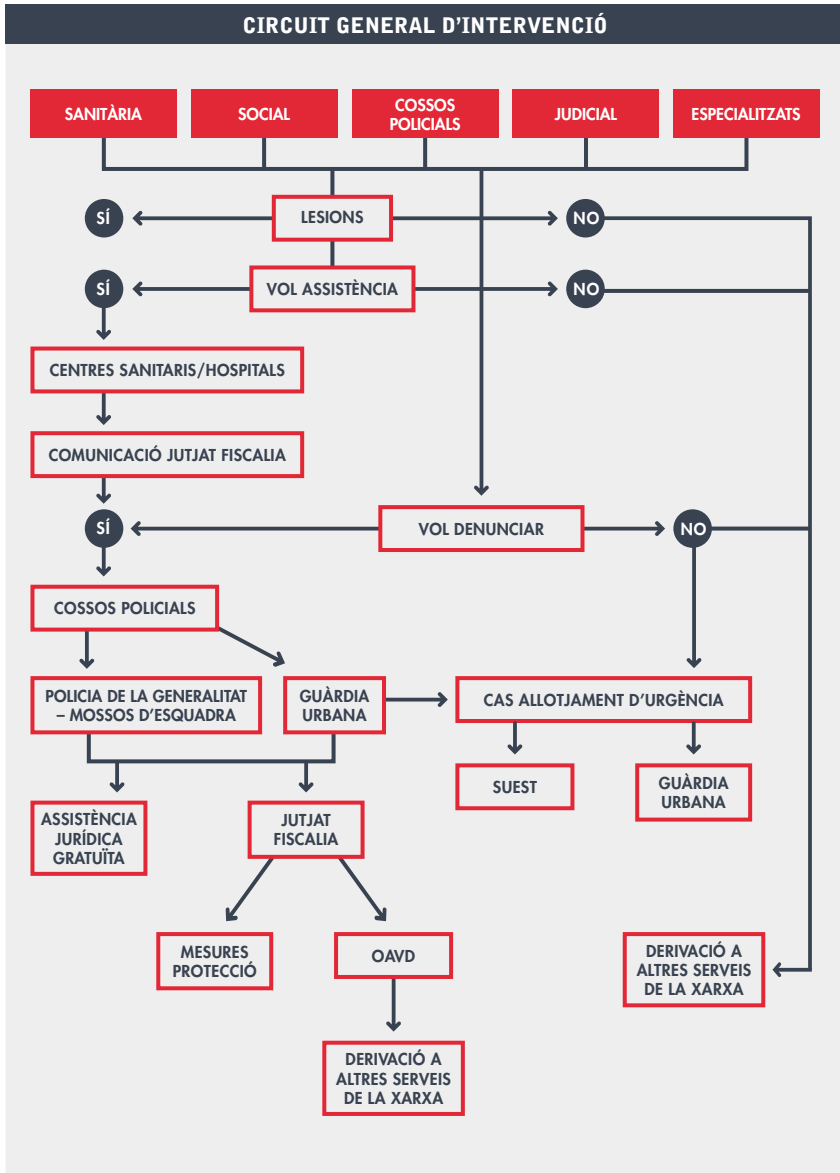 CIRCUIT GENERAL D'INTERVENCIÓ
SANITÀRIA
SOCIAL
COSSOS
POLICIALS
JUDICIAL
ESPECIALITZATS
SÍ
LESIONS
NO
SÍ
VOL ASSISTÈNCIA
NO
CENTRES SANITARIS/HOSPITALS
COMUNICACIÓ JUTJAT FISCALIA
SÍ
VOL DENUNCIAR
NO
COSSOS POLICIALS
POLICIA DE LA GENERALITAT
– MOSSOS D'ESQUADRA
GUÀRDIA
URBANA
CAS ALLOTJAMENT D'URGÈNCIA
SUEST
GUÀRDIA
URBANA
ASSISTÈNCIA
JURÍDICA
GRATUÏTA
JUTJAT
FISCALIA
MESURES
PROTECCIÓ
OAVD
DERIVACIÓ A
ALTRES SERVEIS
DE LA XARXA
DERIVACIÓ A
ALTRES SERVEIS
DE LA XARXA